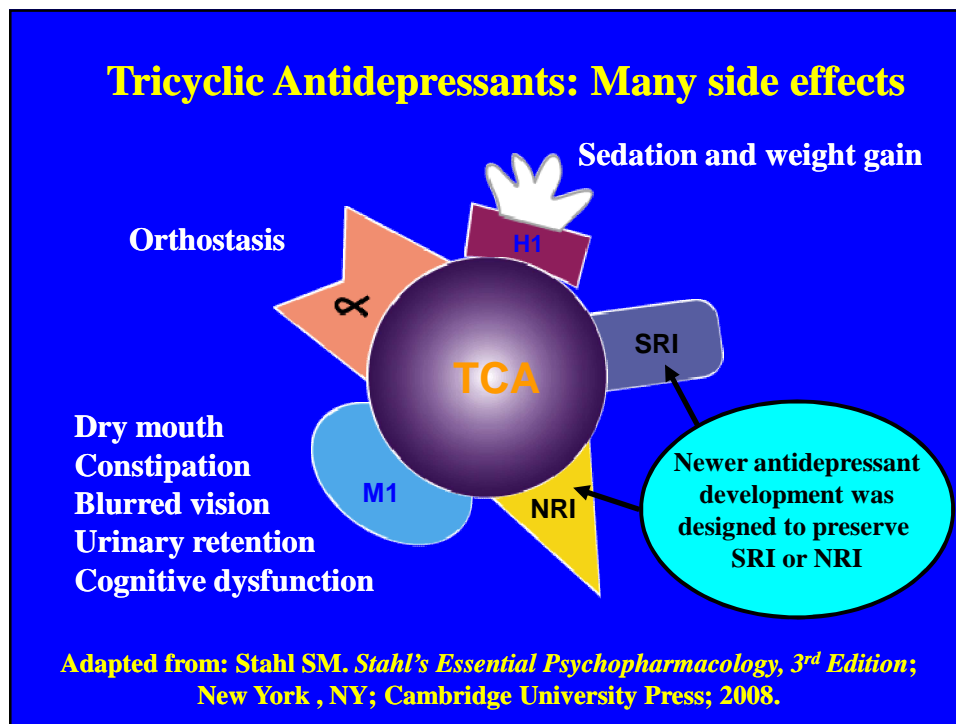 Tricyclic Antidepressants: Many side effects
Sedation and weight gain
Orthostasis
H1
α
SRI
TCA
Dry mouth
Constipation
Blurred vision
Urinary retention
Cognitive dysfunction
M1
NRI
Newer antidepressant
development was
designed to preserve
SRI or NRI
Adapted from: Stahl SM. Stahl’s Essential Psychopharmacology, 3rd Edition;
New York , NY; Cambridge University Press; 2008.